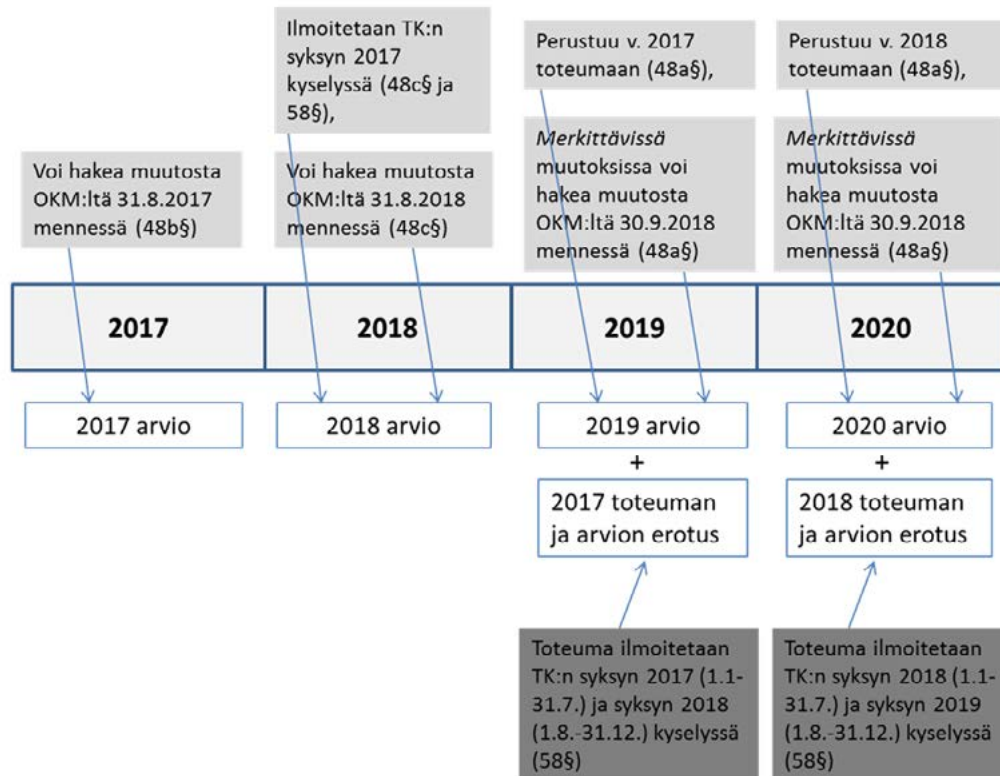 Ilmoitetaan TK:n
syksyn 2017
kyselyssä (48c§ ja
58§),
Perustuu v. 2017
toteumaan (48a§),
Perustuu v. 2018
toteumaan (48a§),
Voi hakea muutosta
OKM:ltä 31.8.2017
mennessä (48b§)
Voi hakea muutosta
OKM:ltä 31.8.2018
mennessä (48c§)
Merkittävissä
muutoksissa voi
hakea muutosta
OKM:ltä 30.9.2018
mennessä (48a§)
Merkittävissä
muutoksissa voi
hakea muutosta
OKM:ltä 30.9.2018
mennessä (48a§)
2017
2018
2019
2020
2017 arvio
2018 arvio
2019 arvio
+
2017 toteuman
ja arvion erotus
2020 arvio
+
2018 toteuman
ja arvion erotus
Toteuma ilmoitetaan
TK:n syksyn 2017 (1.1-
31.7.) ja syksyn 2018
(1.8.-31.12.) kyselyssä
(58§)
Toteuma ilmoitetaan
TK:n syksyn 2018 (1.1-
31.7.) ja syksyn 2019
(1.8.-31.12.) kyselyssä
(58§)